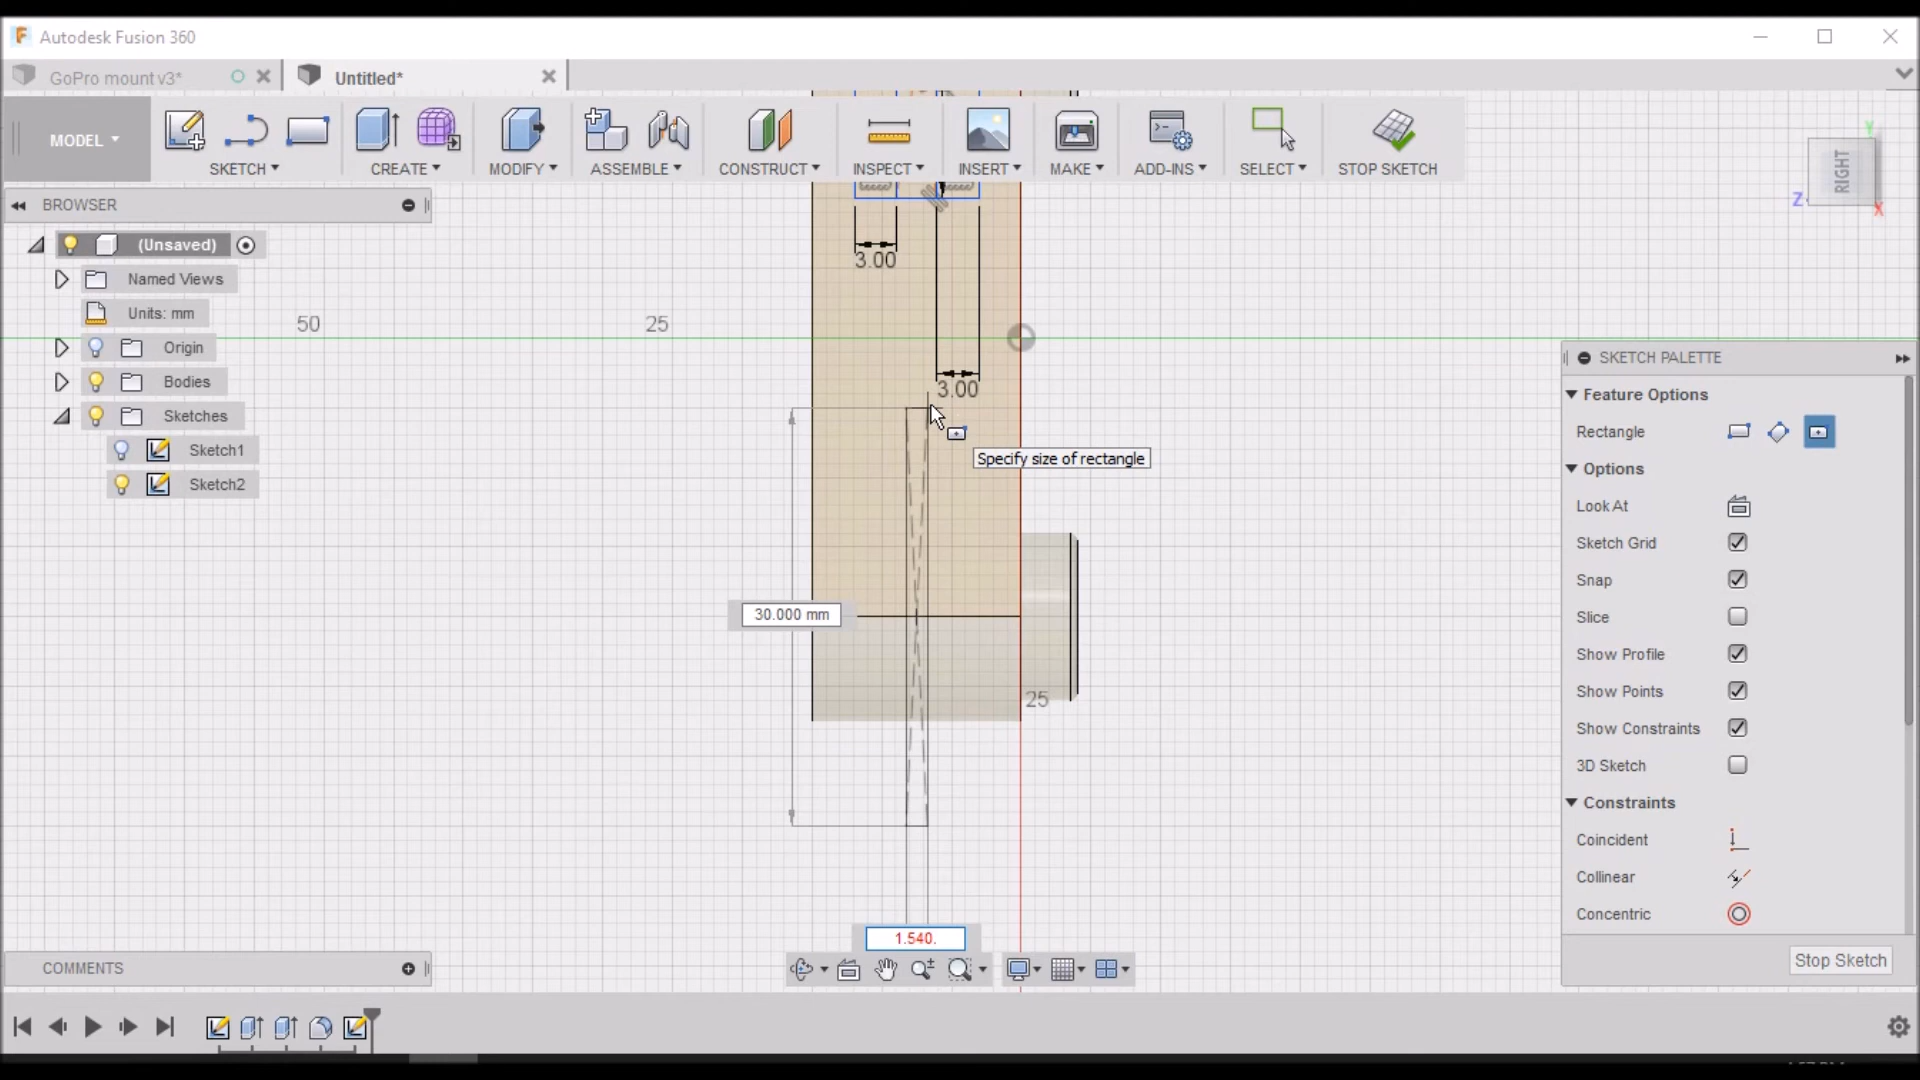 Autodesk Fusion 360
GoPro mount v3*
Untitled*
MODEL
SKETCH
CREATE
MODIFY
ASSEMBLE
CONSTRUCT
INSPECT
INSERT
MAKE
ADD-INS
SELECT
STOP SKETCH
RIGHT
Y
Z
X
BROWSER
(Unsaved)
Named Views
Units: mm
Origin
Bodies
Sketches
Sketch1
Sketch2
50
25
3.00
3.00
Specify size of rectangle
30.000 mm
25
1.540.
SKETCH PALETTE
Feature Options
Rectangle
Options
Look At
Sketch Grid
Snap
Slice
Show Profile
Show Points
Show Constraints
3D Sketch
Constraints
Coincident
Collinear
Concentric
Stop Sketch
COMMENTS